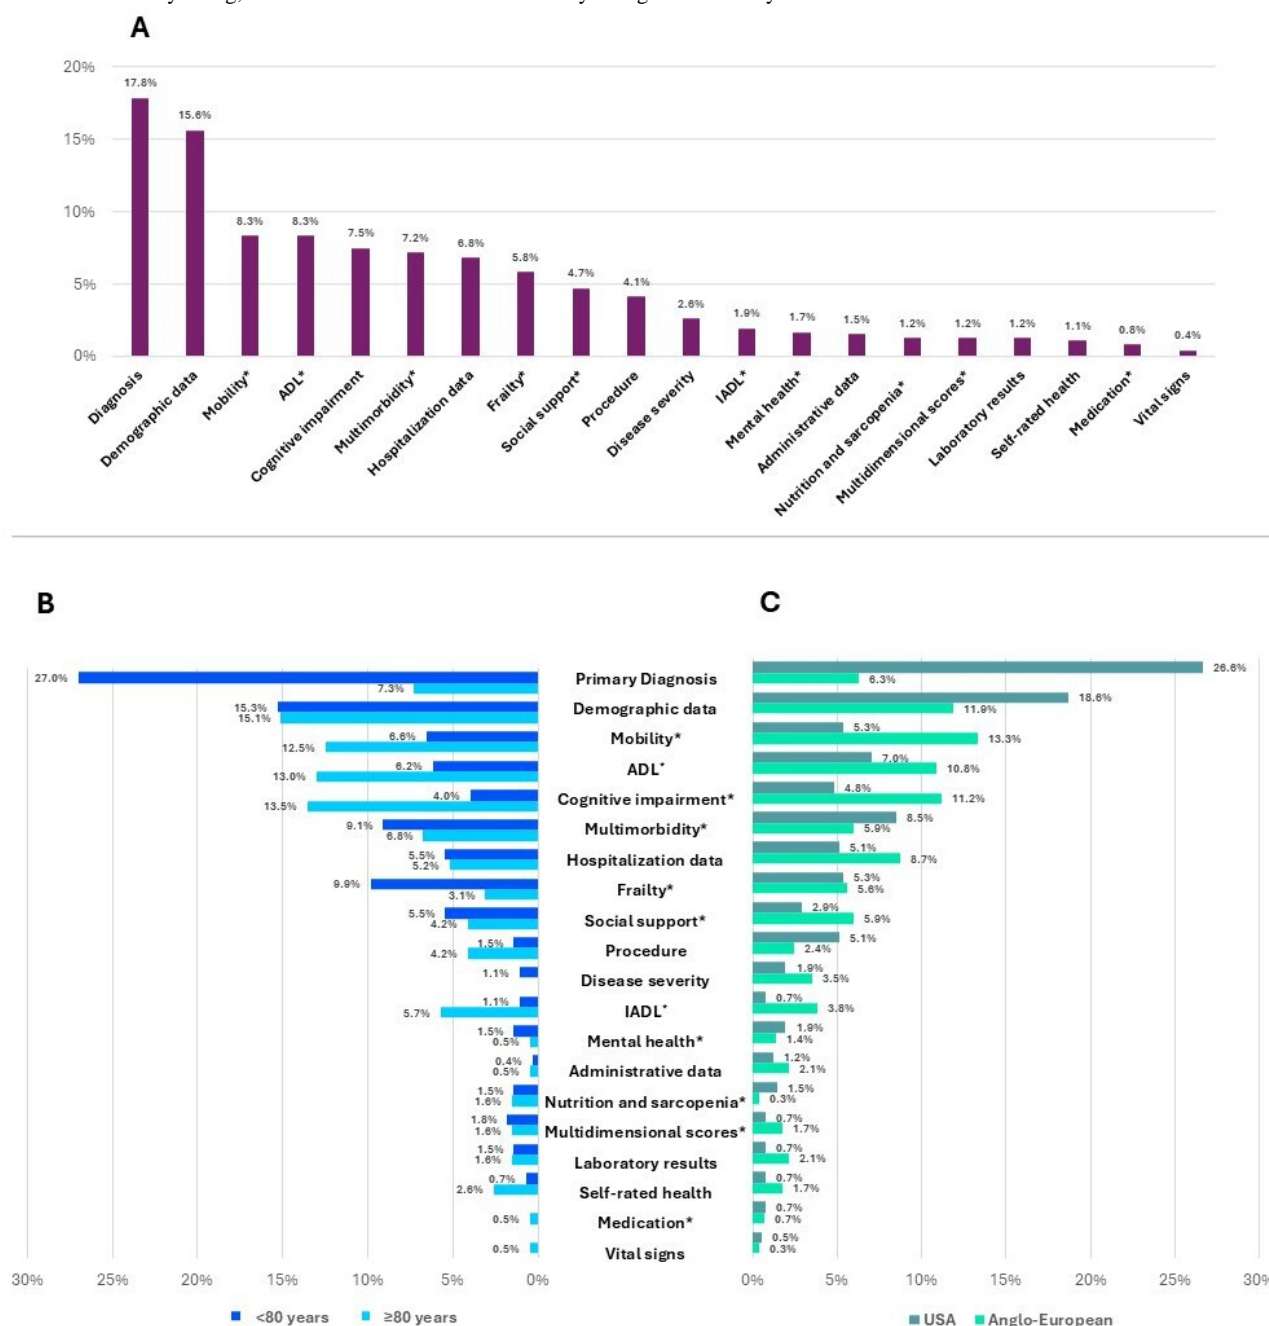 A
20%
15%
10%
5%
0%
17.8%
15.6%
8.3%
8.3%
7.5%
7.2%
6.8%
5.8%
4.7%
4.1%
2.6%
1.9%
1.7%
1.5%
1.2%
1.2%
1.2%
1.1%
0.8%
0.4%
Diagnosis
Demographic data
Mobility*
ADL*
Cognitive impairment
Multimorbidity*
Hospitalization data
Frailty*
Social support*
Procedure
Disease severity
IADL*
Mental health*
Administrative data
Nutrition and sarcopenia*
Multidimensional scores*
Laboratory results
Self-rated health
Medication*
Vital signs
B
C
27.0%
7.3%
Primary Diagnosis
26.6%
6.3%
15.3%
15.1%
Demographic data
18.6%
11.9%
6.6%
12.5%
Mobility*
5.3%
13.3%
6.2%
13.0%
ADL*
7.0%
10.8%
4.0%
13.5%
Cognitive impairment*
4.8%
11.2%
9.1%
6.8%
Multimorbidity*
8.5%
5.9%
5.5%
5.2%
Hospitalization data
5.1%
8.7%
9.9%
3.1%
Frailty*
5.3%
5.6%
5.5%
4.2%
Social support*
2.9%
5.9%
1.5%
4.2%
Procedure
5.1%
2.4%
1.1%
Disease severity
1.9%
3.5%
1.1%
5.7%
IADL*
0.7%
3.8%
1.5%
0.5%
Mental health*
1.9%
1.4%
0.4%
0.5%
Administrative data
1.2%
2.1%
1.5%
1.6%
Nutrition and sarcopenia*
1.5%
0.3%
1.8%
1.6%
Multidimensional scores*
0.7%
1.7%
1.5%
1.6%
Laboratory results
0.7%
2.1%
0.7%
2.6%
Self-rated health
0.7%
1.7%
0.5%
Medication*
0.7%
0.7%
0.5%
Vital signs
0.5%
0.3%
30% 25% 20% 15% 10% 5% 0%
0% 5% 10% 15% 20% 25% 30%
<80 years ≥80 years
USA Anglo-European